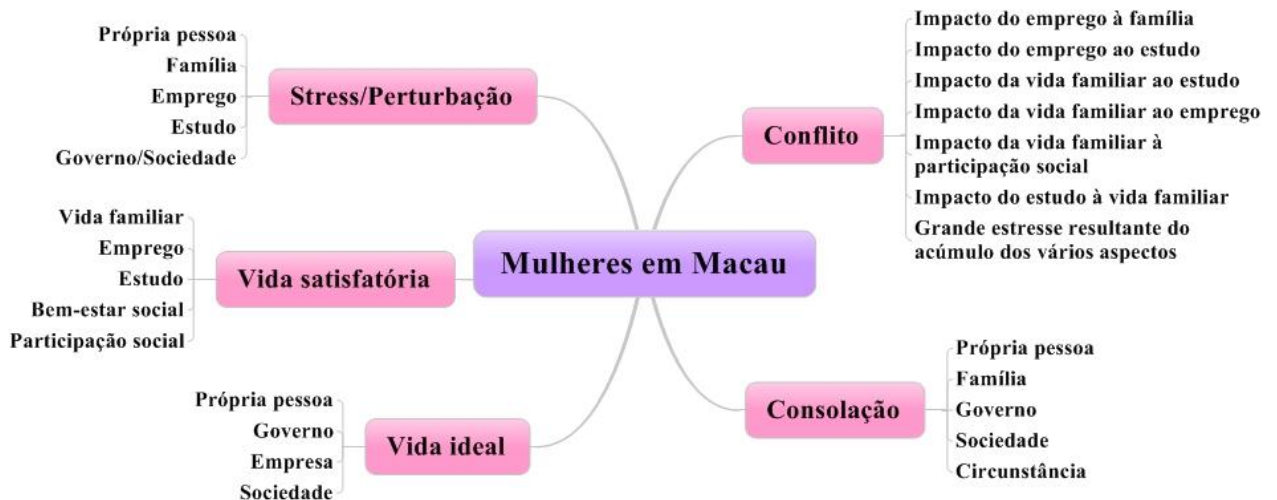 Mulheres em Macau
Stress/Perturbação
Própria pessoa
Família
Emprego
Estudo
Governo/Sociedade
Vida satisfatória
Vida familiar
Emprego
Estudo
Bem-estar social
Participação social
Vida ideal
Própria pessoa
Governo
Empresa
Sociedade
Conflito
Impacto do emprego à família
Impacto do emprego ao estudo
Impacto da vida familiar ao estudo
Impacto da vida familiar ao emprego
Impacto da vida familiar à
participação social
Impacto do estudo à vida familiar
Grande estresse resultante do
acúmulo dos vários aspectos
Consolação
Própria pessoa
Família
Governo
Sociedade
Circunstância